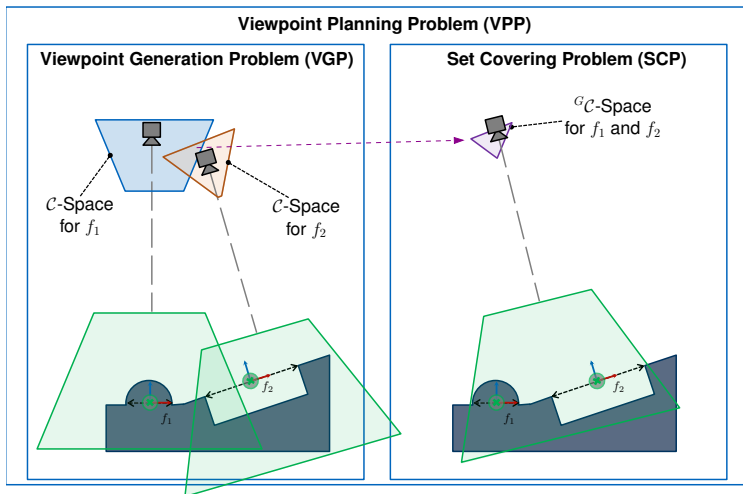 Viewpoint Planning Problem (VPP)
Viewpoint Generation Problem (VGP)
𝒞-Space
for f₁
𝒞-Space
for f₂
f₁
f₂
Set Covering Problem (SCP)
ᴳ𝒞-Space
for f₁ and f₂
f₁
f₂